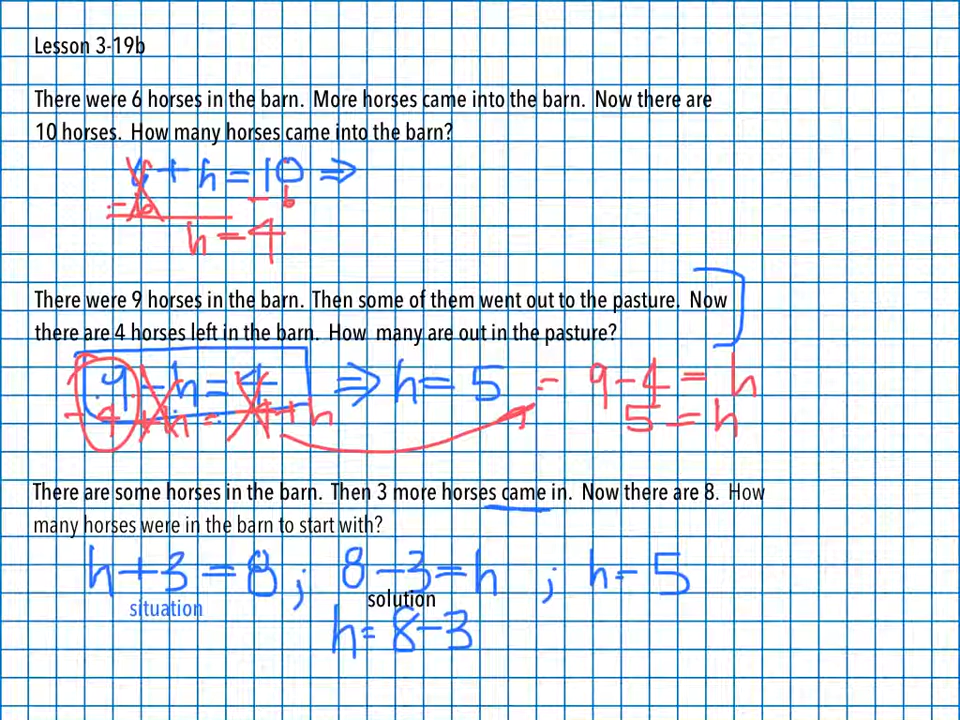 Lesson 3-19b
There were 6 horses in the barn. More horses came into the barn. Now there are
10 horses. How many horses came into the barn?
6 + h = 10 ⇒
- 6 - 6
h = 4
There were 9 horses in the barn. Then some of them went out to the pasture. Now
there are 4 horses left in the barn. How many are out in the pasture?
9 - h = 4 ⇒ h = 5 = 9 - 4 = h
- 4 + h = - 4 + h 5 = h
There are some horses in the barn. Then 3 more horses came in. Now there are 8. How
many horses were in the barn to start with?
h + 3 = 8 ; 8 - 3 = h ; h = 5
situation solution
h = 8 - 3